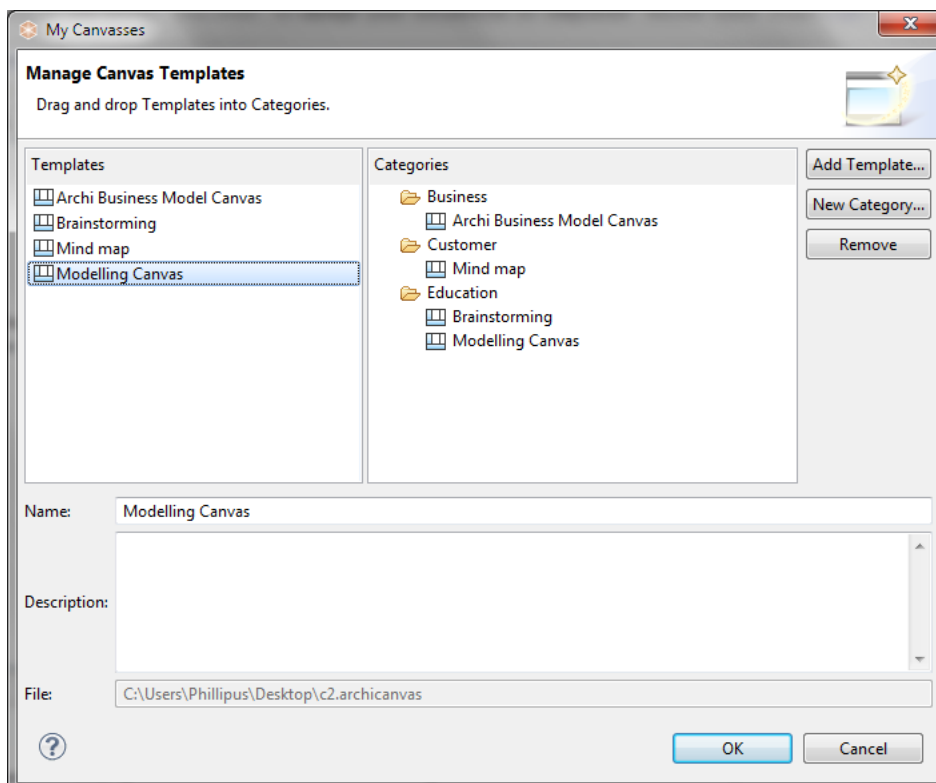 My Canvasses
Manage Canvas Templates
Drag and drop Templates into Categories.
Templates
Archi Business Model Canvas
Brainstorming
Mind map
Modelling Canvas
Categories
Business
Archi Business Model Canvas
Customer
Mind map
Education
Brainstorming
Modelling Canvas
Add Template...
New Category...
Remove
Name:
Modelling Canvas
Description:
File:
C:\Users\Phillipus\Desktop\c2.archicanvas
?
OK
Cancel